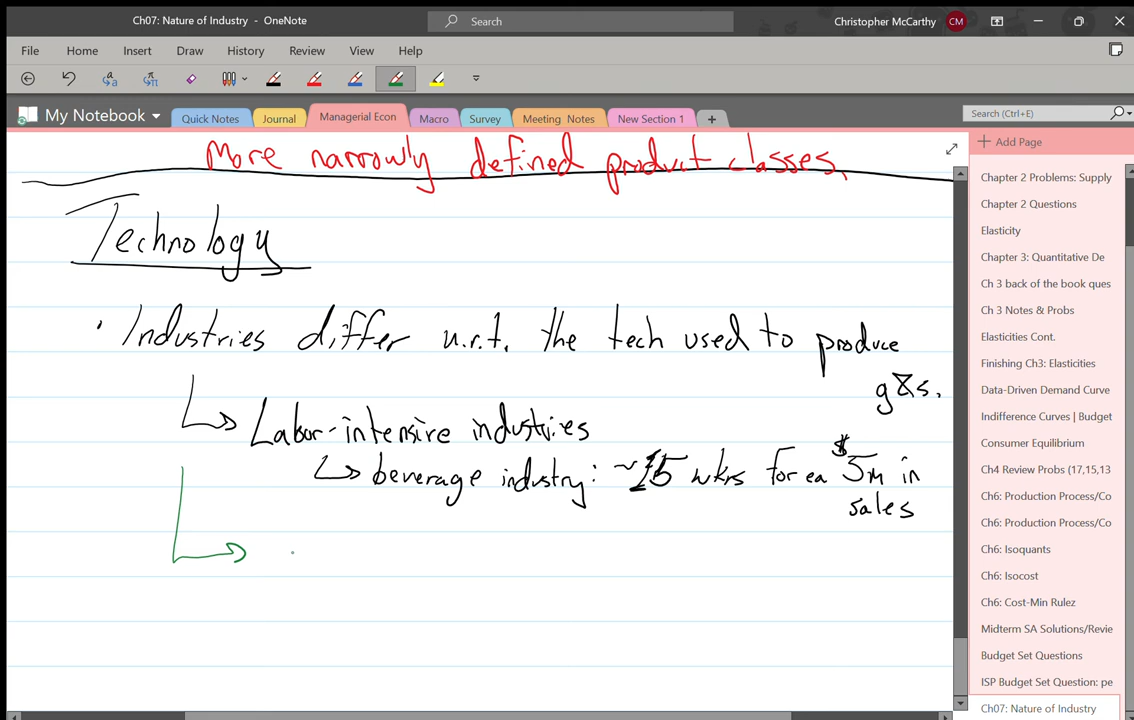 Ch07: Nature of Industry - OneNote
Search
Christopher McCarthy
CM
File Home Insert Draw History Review View Help
My Notebook
Quick Notes
Journal
Managerial Econ
Macro
Survey
Meeting Notes
New Section 1
Search (Ctrl+E)
Add Page
More narrowly defined product classes,
Technology
· Industries differ w.r.t. the tech used to produce
g&s.
Labor-intensive industries
beverage industry: ~15 wkrs for ea $5m in
sales
Chapter 2 Problems: Supply
Chapter 2 Questions
Elasticity
Chapter 3: Quantitative De
Ch 3 back of the book ques
Ch 3 Notes & Probs
Elasticities Cont.
Finishing Ch3: Elasticities
Data-Driven Demand Curve
Indifference Curves | Budget
Consumer Equilibrium
Ch4 Review Probs (17,15,13
Ch6: Production Process/Co
Ch6: Production Process/Co
Ch6: Isoquants
Ch6: Isocost
Ch6: Cost-Min Rulez
Midterm SA Solutions/Revie
Budget Set Questions
ISP Budget Set Question: pe
Ch07: Nature of Industry